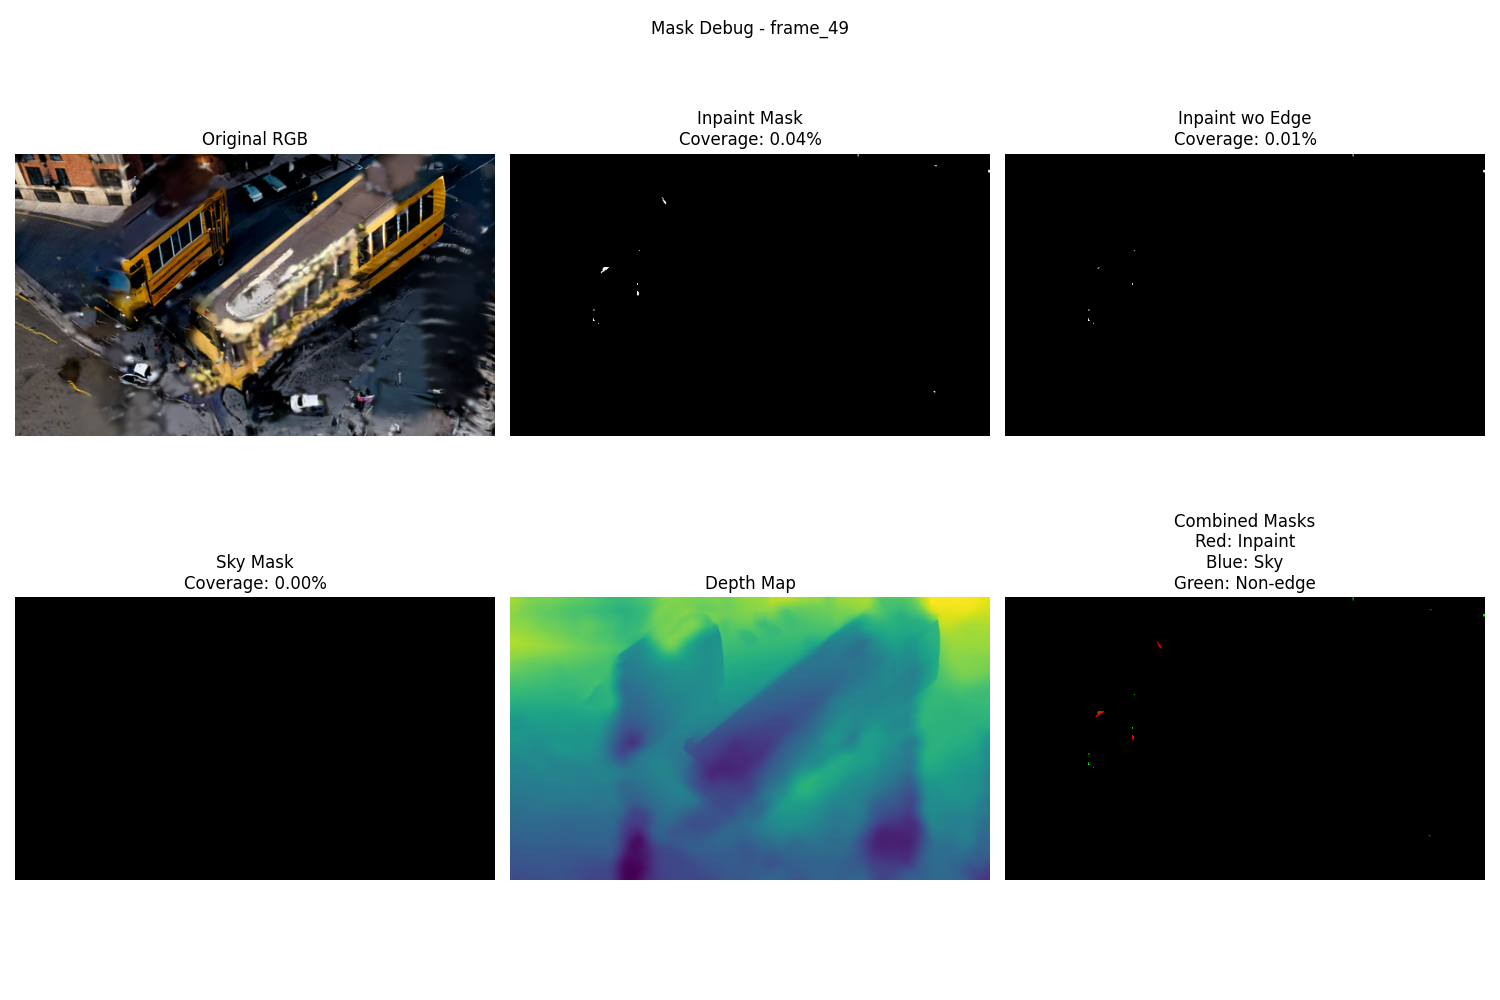 Mask Debug - frame_49
Original RGB
Inpaint Mask
Coverage: 0.04%
Inpaint wo Edge
Coverage: 0.01%
Sky Mask
Coverage: 0.00%
Depth Map
Combined Masks
Red: Inpaint
Blue: Sky
Green: Non-edge